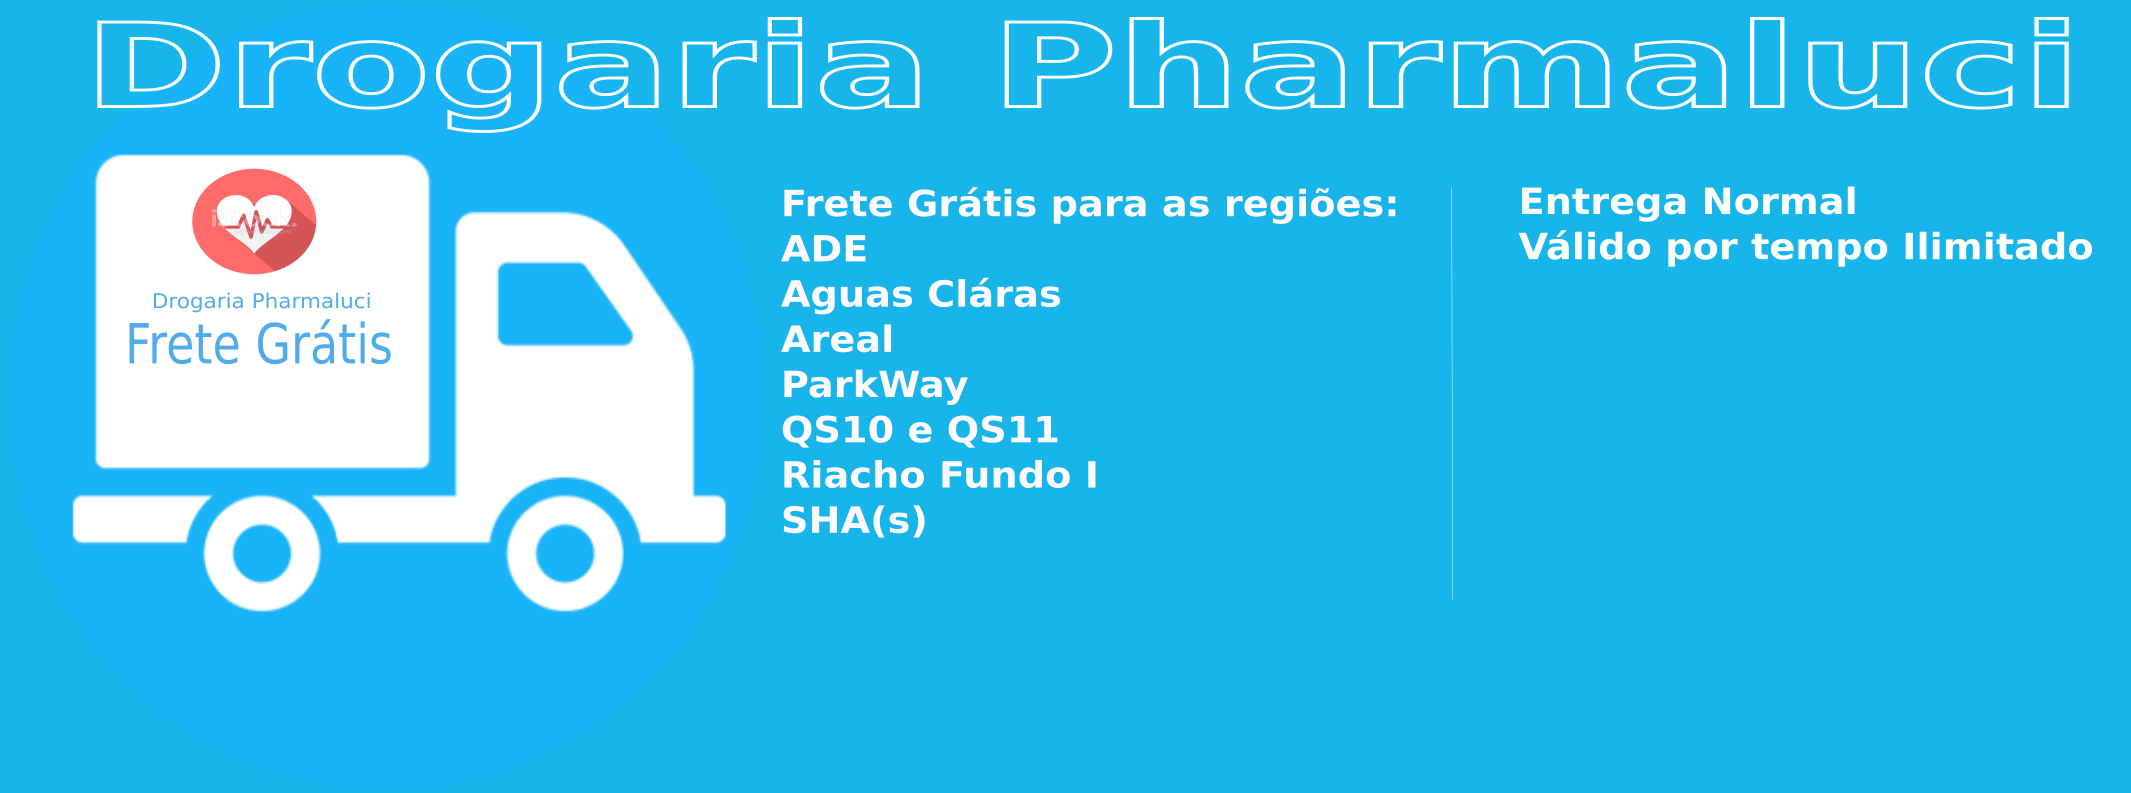 Drogaria Pharmaluci
Drogaria Pharmaluci
Frete Grátis
Frete Grátis para as regiões:
ADE
Aguas Cláras
Areal
ParkWay
QS10 e QS11
Riacho Fundo I
SHA(s)
Entrega Normal
Válido por tempo Ilimitado